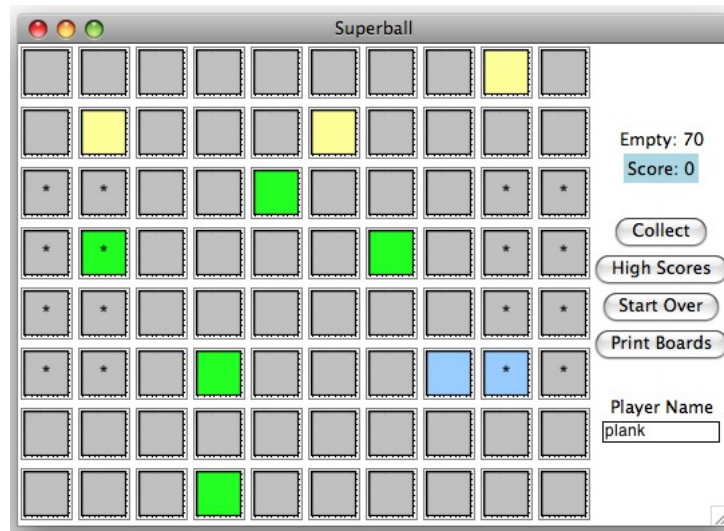 Superball
Empty: 70
* * * *
Score: 0
* * * *
Collect
High Scores
* * * *
Start Over
Print Boards
* * * *
Player Name
plank